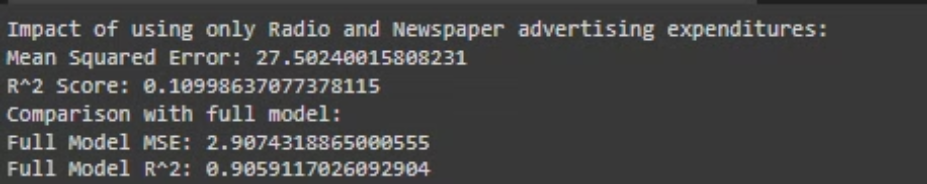 Impact of using only Radio and Newspaper advertising expenditures:
Mean Squared Error: 27.50240015808231
R^2 Score: 0.10998637077378115
Comparison with full model:
Full Model MSE: 2.9074318865000555
Full Model R^2: 0.9059117026092904